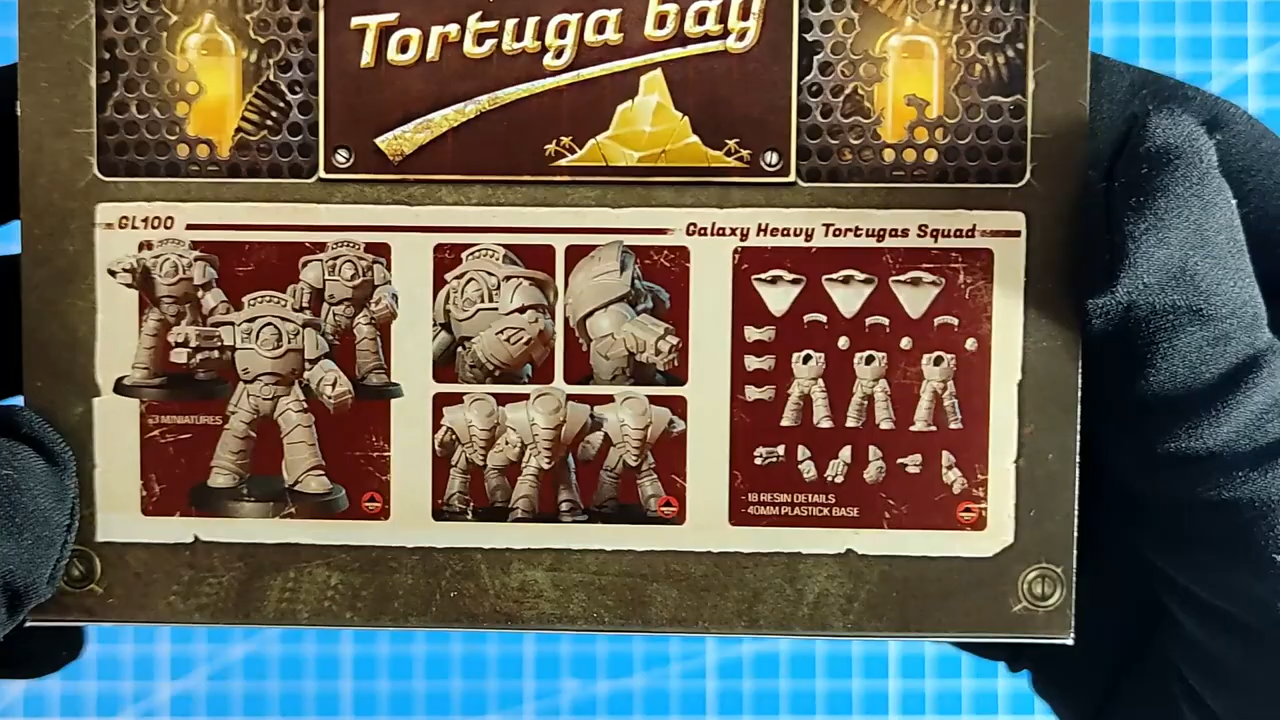 Tortuga bay
GL100
Galaxy Heavy Tortugas Squad
3 MINIATURES
- 18 RESIN DETAILS
- 40MM PLASTICK BASE